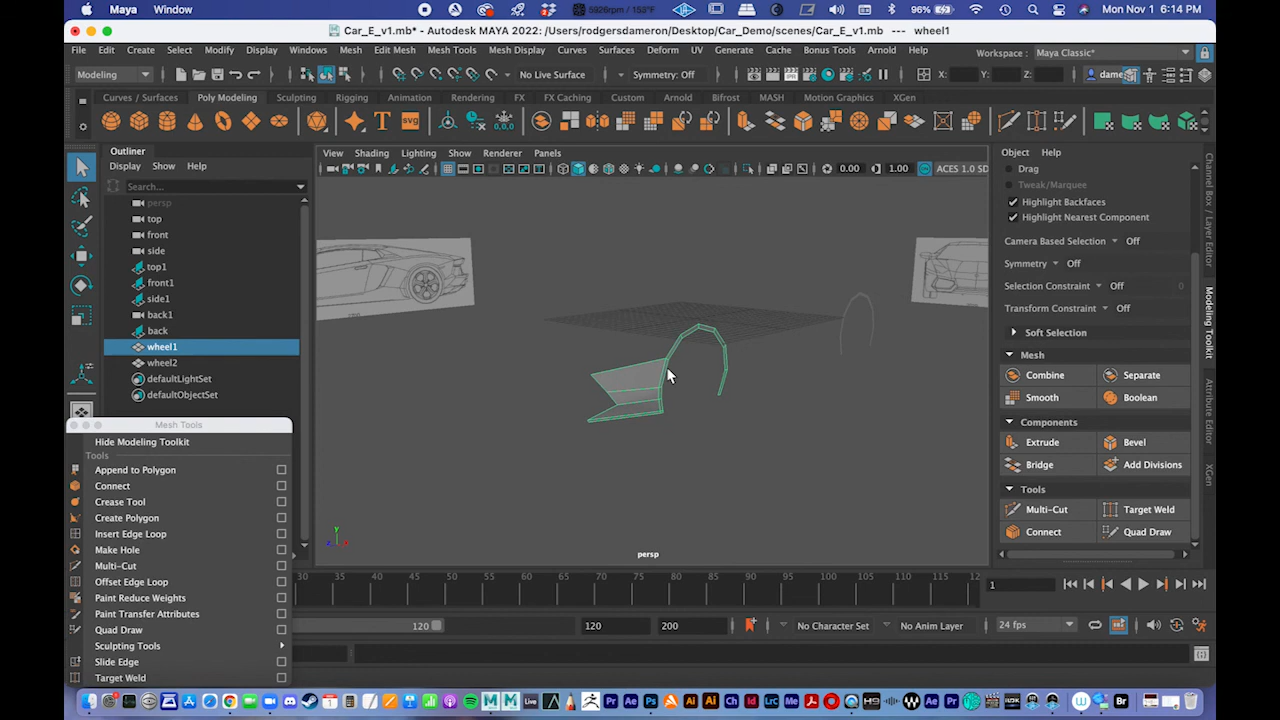 Maya Window 5926rpm / 153°F 96% Mon Nov 1 6:14 PM
Car_E_v1.mb* - Autodesk MAYA 2022: /Users/rodgersdameron/Desktop/Car_Demo/scenes/Car_E_v1.mb --- wheel1
File Edit Create Select Modify Display Windows Mesh Edit Mesh Mesh Tools Mesh Display Curves Surfaces Deform UV Generate Cache Bonus Tools Arnold Help Workspace: Maya Classic*
Modeling No Live Surface Symmetry: Off X: Y: Z: dame
Curves / Surfaces Poly Modeling Sculpting Rigging Animation Rendering FX FX Caching Custom Arnold Bifrost MASH Motion Graphics XGen
T svg 0,0,0
Outliner
Display Show Help
Search...
persp
top
front
side
top1
front1
side1
back1
back
wheel1
wheel2
defaultLightSet
defaultObjectSet
View Shading Lighting Show Renderer Panels
0.00 1.00 ACES 1.0 SD
persp
Object Help
Drag
Tweak/Marquee
Highlight Backfaces
Highlight Nearest Component
Camera Based Selection Off
Symmetry Off
Selection Constraint Off 0
Transform Constraint Off
Soft Selection
Mesh
Combine Separate
Smooth Boolean
Components
Extrude Bevel
Bridge Add Divisions
Tools
Multi-Cut Target Weld
Connect Quad Draw
Channel Box / Layer Editor
Modeling Toolkit
Attribute Editor
XGen
Mesh Tools
Hide Modeling Toolkit
Tools
Append to Polygon
Connect
Crease Tool
Create Polygon
Insert Edge Loop
Make Hole
Multi-Cut
Offset Edge Loop
Paint Reduce Weights
Paint Transfer Attributes
Quad Draw
Sculpting Tools
Slide Edge
Target Weld
30 35 40 45 50 55 60 65 70 75 80 85 90 95 100 105 110 115 12 1
120 120 200 No Character Set No Anim Layer 24 fps